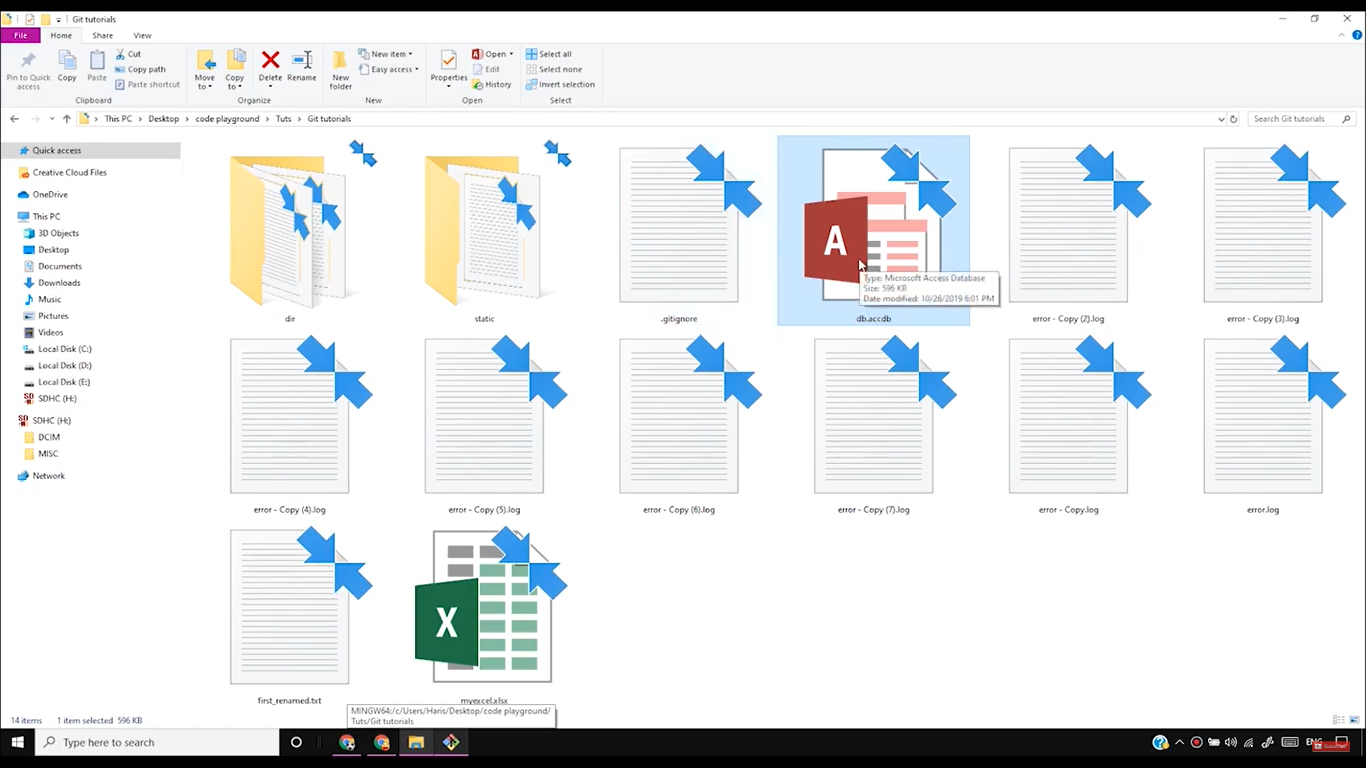 Git tutorials
File Home Share View
Pin to Quick access
Copy
Paste
Cut
Copy path
Paste shortcut
Clipboard
Move to
Copy to
Delete
Rename
Organize
New folder
New item
Easy access
New
Properties
Open
Edit
History
Open
Select all
Select none
Invert selection
Select
This PC > Desktop > code playground > Tuts > Git tutorials
Search Git tutorials
Quick access
Creative Cloud Files
OneDrive
This PC
3D Objects
Desktop
Documents
Downloads
Music
Pictures
Videos
Local Disk (C:)
Local Disk (D:)
Local Disk (E:)
SDHC (H:)
SDHC (H:)
DCIM
MISC
Network
A
Type: Microsoft Access Database
Size: 596 KB
Date modified: 10/26/2019 6:01 PM
dir
static
.gitignore
db.accdb
error - Copy (2).log
error - Copy (3).log
error - Copy (4).log
error - Copy (5).log
error - Copy (6).log
error - Copy (7).log
error - Copy.log
error.log
X
first_renamed.txt
myexcel.xlsx
MINGW64:/c/Users/Haris/Desktop/code playground/
Tuts/Git tutorials
14 items 1 item selected 596 KB
Type here to search
ENG